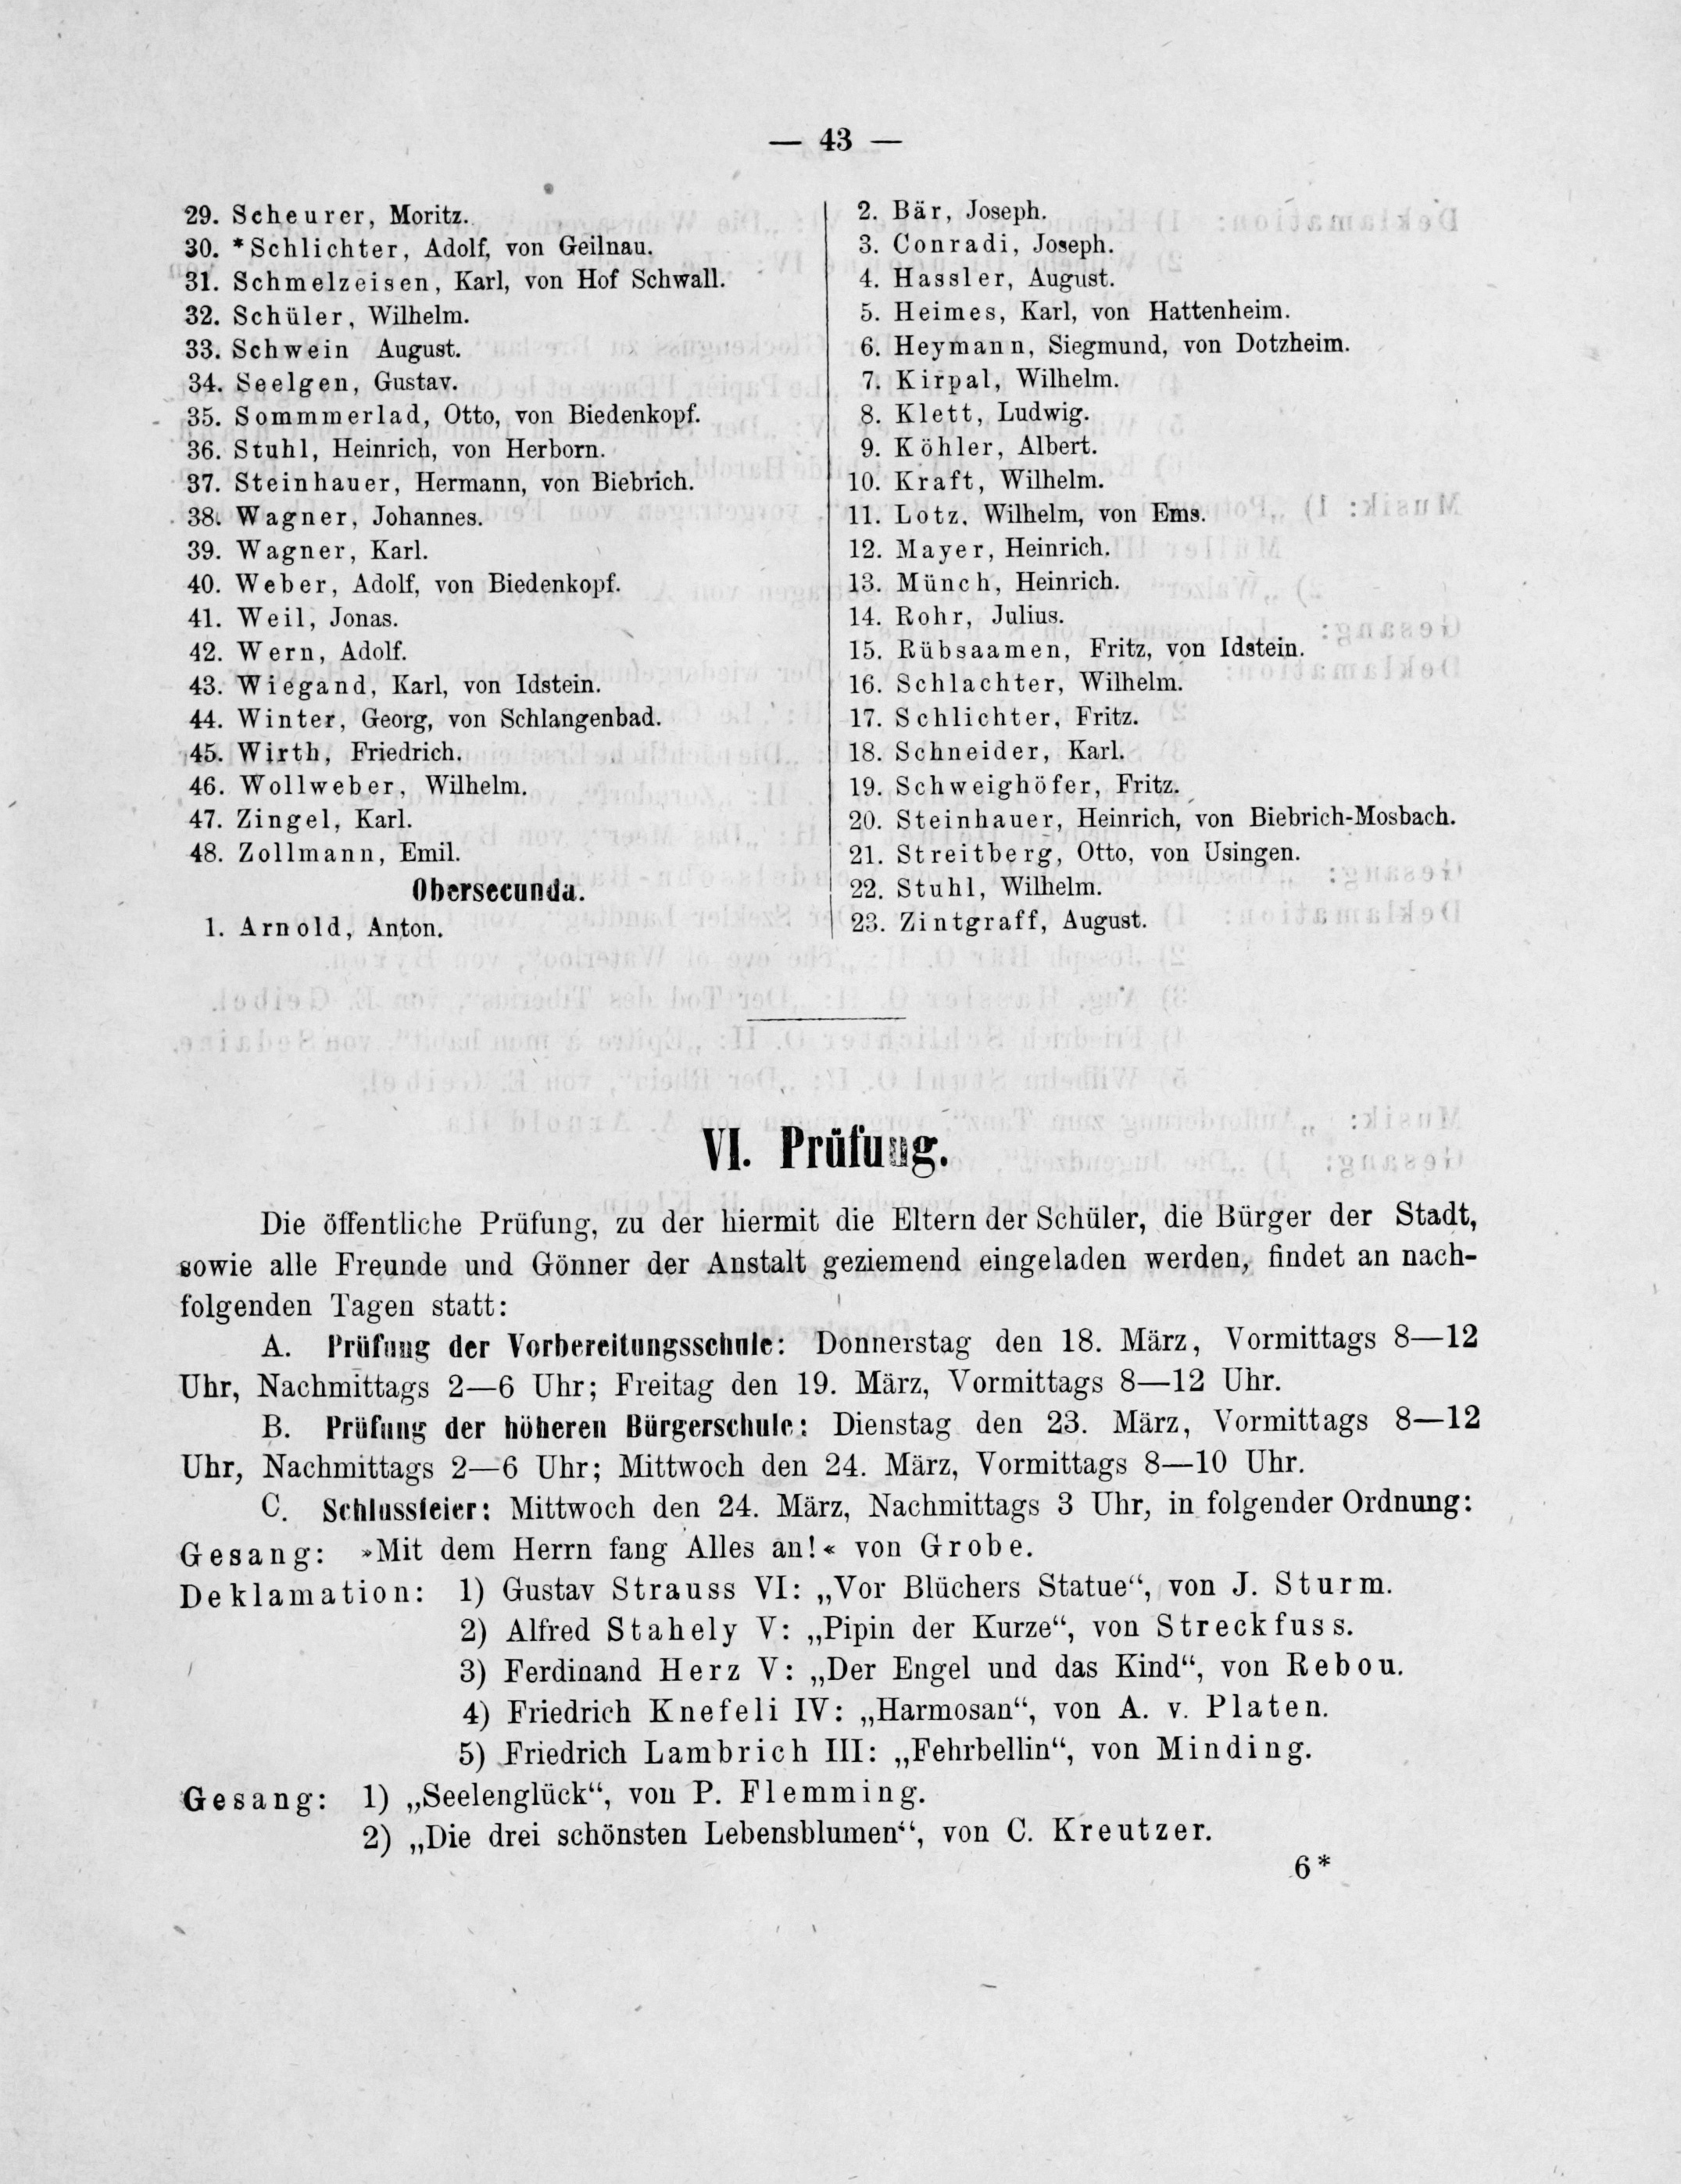 — 43 —
29. Scheurer, Moritz.
30. *Schlichter, Adolf, von Geilnau.
31. Schmelzeisen, Karl, von Hof Schwall.
32. Schüler, Wilhelm.
33. Schwein August.
34. Seelgen, Gustav.
35. Sommmerlad, Otto, von Biedenkopf.
36. Stuhl, Heinrich, von Herborn.
37. Steinhauer, Hermann, von Biebrich.
38. Wagner, Johannes.
39. Wagner, Karl.
40. Weber, Adolf, von Biedenkopf.
41. Weil, Jonas.
42. Wern, Adolf.
43. Wiegand, Karl, von Idstein.
44. Winter, Georg, von Schlangenbad.
45. Wirth, Friedrich.
46. Wollweber, Wilhelm.
47. Zingel, Karl.
48. Zollmann, Emil.
Obersecunda.
1. Arnold, Anton.
2. Bär, Joseph.
3. Conradi, Joseph.
4. Hassler, August.
5. Heimes, Karl, von Hattenheim.
6. Heymann, Siegmund, von Dotzheim.
7. Kirpal, Wilhelm.
8. Klett, Ludwig.
9. Köhler, Albert.
10. Kraft, Wilhelm.
11. Lotz, Wilhelm, von Ems.
12. Mayer, Heinrich.
13. Münch, Heinrich.
14. Rohr, Julius.
15. Rübsaamen, Fritz, von Idstein.
16. Schlachter, Wilhelm.
17. Schlichter, Fritz.
18. Schneider, Karl.
19. Schweighöfer, Fritz.
20. Steinhauer, Heinrich, von Biebrich-Mosbach.
21. Streitberg, Otto, von Usingen.
22. Stuhl, Wilhelm.
23. Zintgraff, August.
VI. Prüfung.
Die öffentliche Prüfung, zu der hiermit die Eltern der Schüler, die Bürger der Stadt,
sowie alle Freunde und Gönner der Anstalt geziemend eingeladen werden, findet an nach-
folgenden Tagen statt:
A. Prüfung der Vorbereitungsschule: Donnerstag den 18. März, Vormittags 8—12
Uhr, Nachmittags 2—6 Uhr; Freitag den 19. März, Vormittags 8—12 Uhr.
B. Prüfung der höheren Bürgerschule: Dienstag den 23. März, Vormittags 8—12
Uhr, Nachmittags 2—6 Uhr; Mittwoch den 24. März, Vormittags 8—10 Uhr.
C. Schlussfeier: Mittwoch den 24. März, Nachmittags 3 Uhr, in folgender Ordnung:
Gesang: »Mit dem Herrn fang Alles an!« von Grobe.
Deklamation: 1) Gustav Strauss VI: „Vor Blüchers Statue“, von J. Sturm.
2) Alfred Stahely V: „Pipin der Kurze“, von Streckfuss.
3) Ferdinand Herz V: „Der Engel und das Kind“, von Rebou.
4) Friedrich Knefeli IV: „Harmosan“, von A. v. Platen.
5) Friedrich Lambrich III: „Fehrbellin“, von Minding.
Gesang: 1) „Seelenglück“, von P. Flemming.
2) „Die drei schönsten Lebensblumen“, von C. Kreutzer.
6*